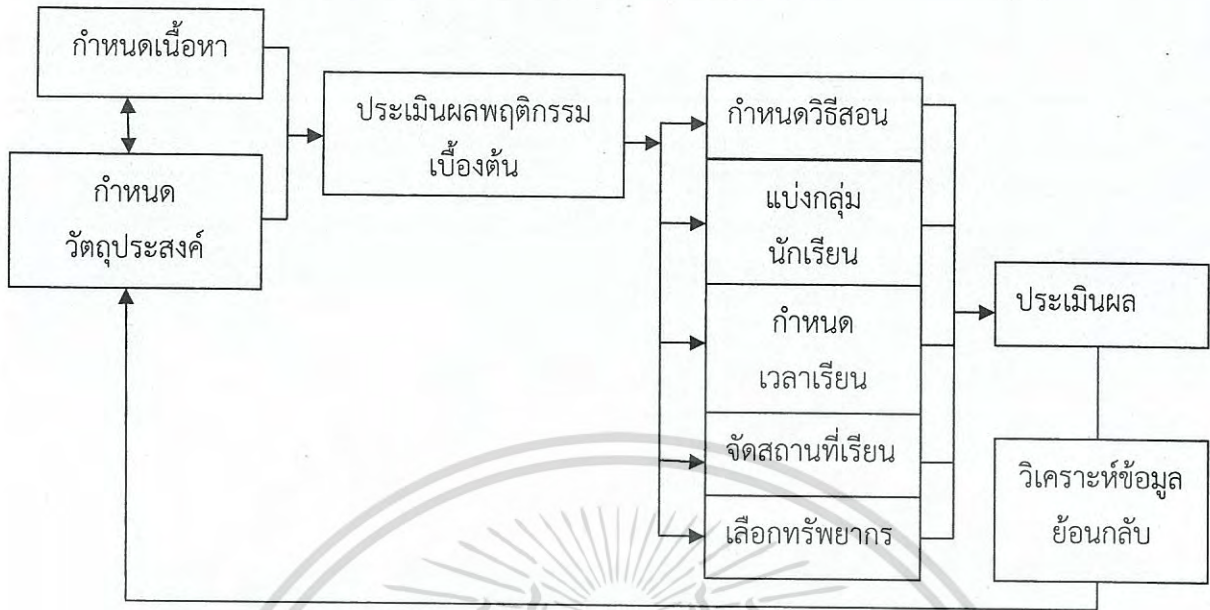 กำหนดเนื้อหา
กำหนด
วัตถุประสงค์
ประเมินผลพฤติกรรม
เบื้องต้น
กำหนดวิธีสอน
แบ่งกลุ่ม
นักเรียน
กำหนด
เวลาเรียน
จัดสถานที่เรียน
เลือกทรัพยากร
ประเมินผล
วิเคราะห์ข้อมูล
ย้อนกลับ